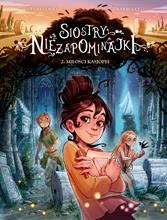 SIOSTRY
NIEZAPOMINAJKI
2. MIŁOŚCI KASJOPEI